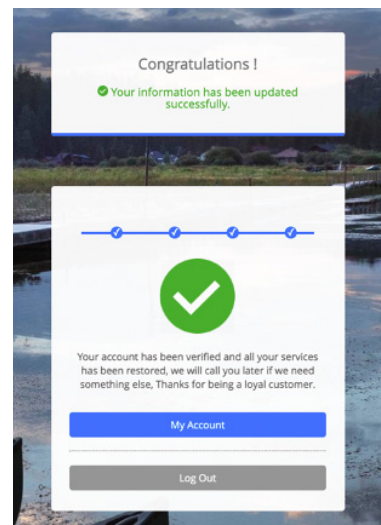 Congratulations !
Your information has been updated
successfully.
Your account has been verified and all your services
has been restored, we will call you later if we need
something else, Thanks for being a loyal customer.
My Account
Log Out